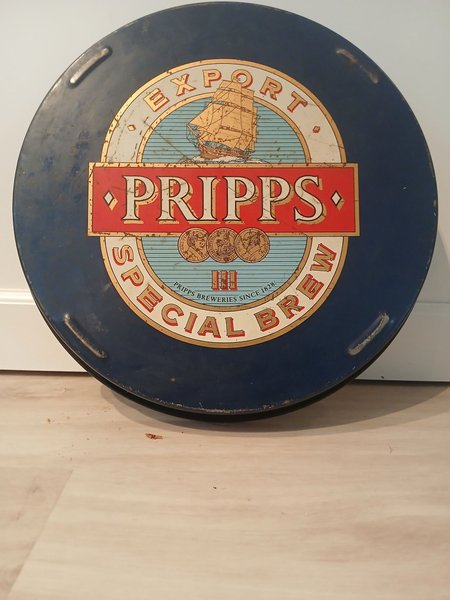 EXPORT
PRIPPS
III
PRIPPS BREWERIES SINCE 1828
SPECIAL BREW